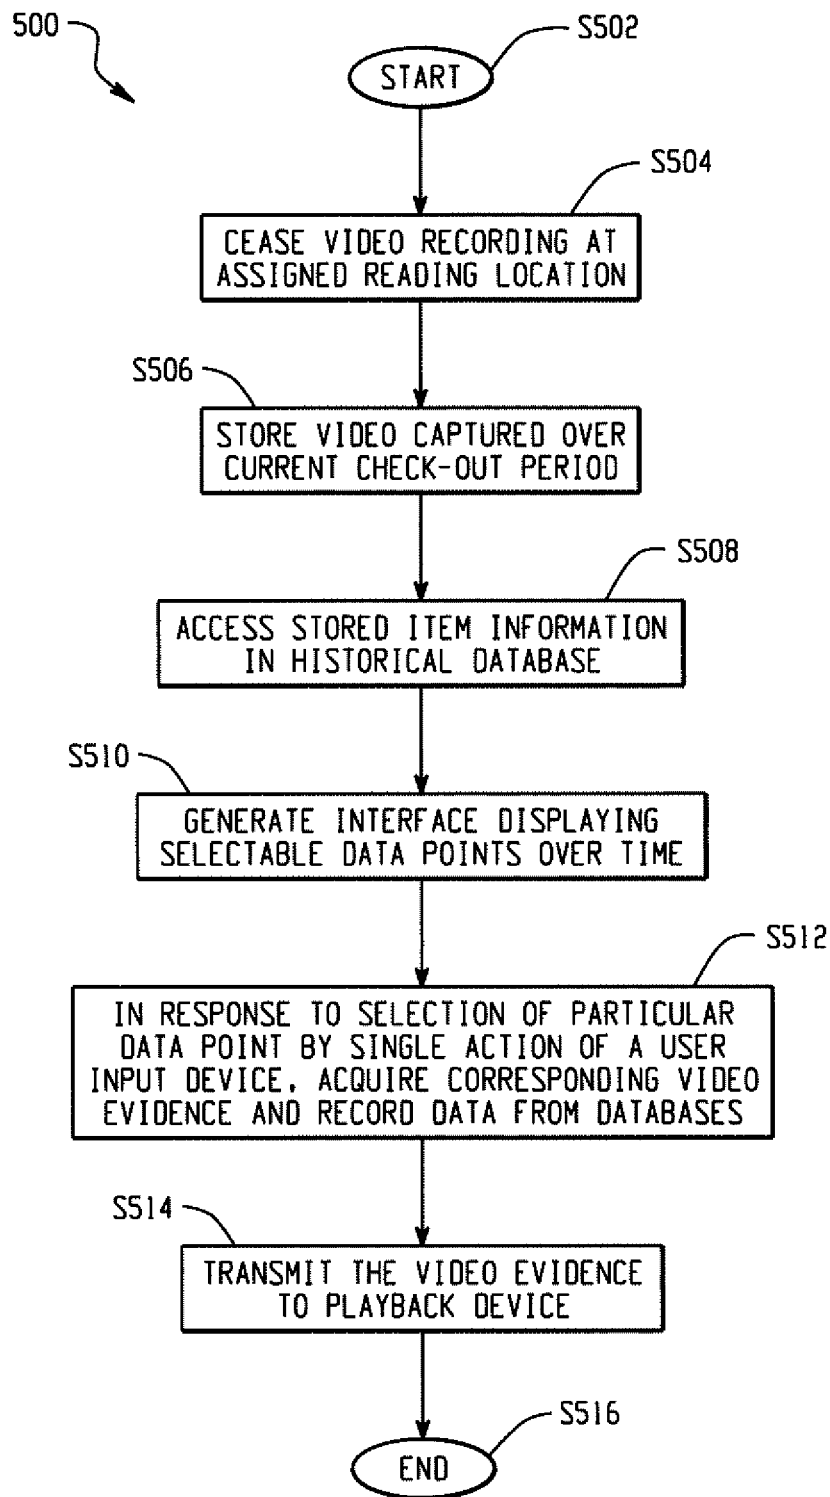 500
S502
START
S504
CEASE VIDEO RECORDING AT
ASSIGNED READING LOCATION
S506
STORE VIDEO CAPTURED OVER
CURRENT CHECK-OUT PERIOD
S508
ACCESS STORED ITEM INFORMATION
IN HISTORICAL DATABASE
S510
GENERATE INTERFACE DISPLAYING
SELECTABLE DATA POINTS OVER TIME
S512
IN RESPONSE TO SELECTION OF PARTICULAR
DATA POINT BY SINGLE ACTION OF A USER
INPUT DEVICE, ACQUIRE CORRESPONDING VIDEO
EVIDENCE AND RECORD DATA FROM DATABASES
S514
TRANSMIT THE VIDEO EVIDENCE
TO PLAYBACK DEVICE
S516
END